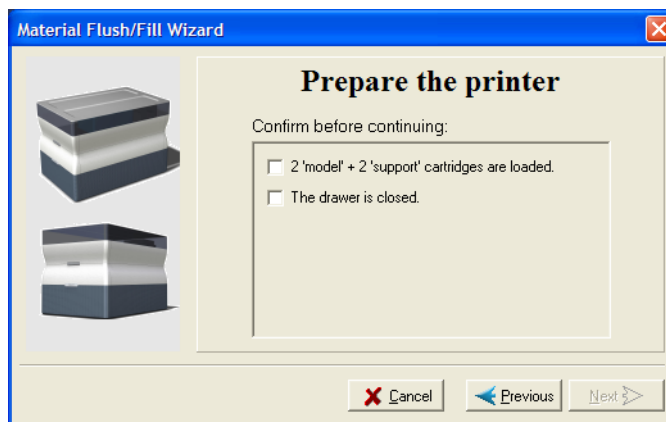 Material Flush/Fill Wizard
Prepare the printer
Confirm before continuing:
2 'model' + 2 'support' cartridges are loaded.
The drawer is closed.
Cancel
Previous
Next